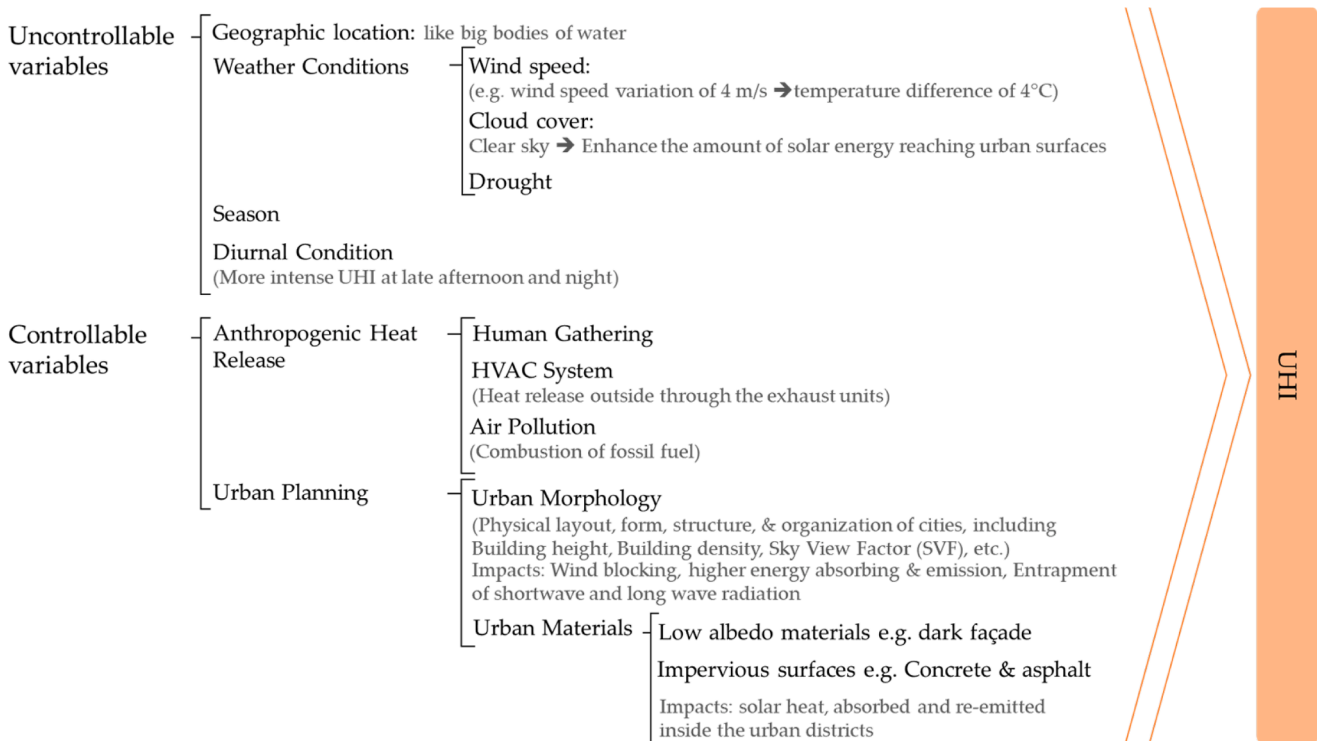 Uncontrollable
variables
Geographic location: like big bodies of water
Weather Conditions
Wind speed:
(e.g. wind speed variation of 4 m/s ➔temperature difference of 4°C)
Cloud cover:
Clear sky ➔ Enhance the amount of solar energy reaching urban surfaces
Drought
Season
Diurnal Condition
(More intense UHI at late afternoon and night)
Controllable
variables
Anthropogenic Heat
Release
Human Gathering
HVAC System
(Heat release outside through the exhaust units)
Air Pollution
(Combustion of fossil fuel)
Urban Planning
Urban Morphology
(Physical layout, form, structure, & organization of cities, including
Building height, Building density, Sky View Factor (SVF), etc.)
Impacts: Wind blocking, higher energy absorbing & emission, Entrapment
of shortwave and long wave radiation
Urban Materials
Low albedo materials e.g. dark façade
Impervious surfaces e.g. Concrete & asphalt
Impacts: solar heat, absorbed and re-emitted
inside the urban districts
UHI